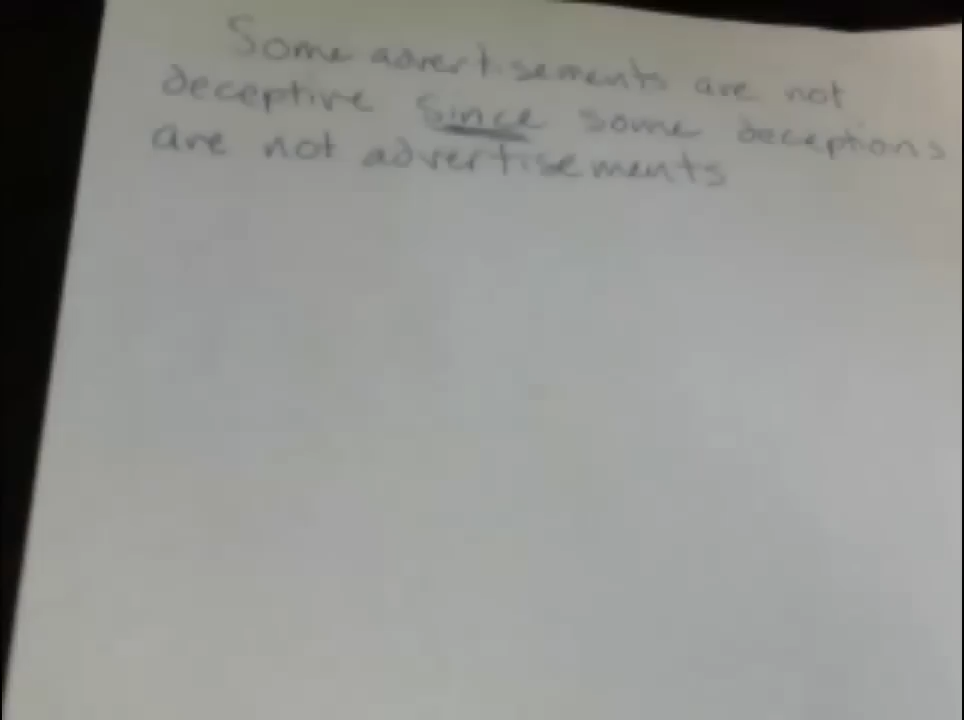 Some advertisements are not
deceptive since some deceptions
are not advertisements